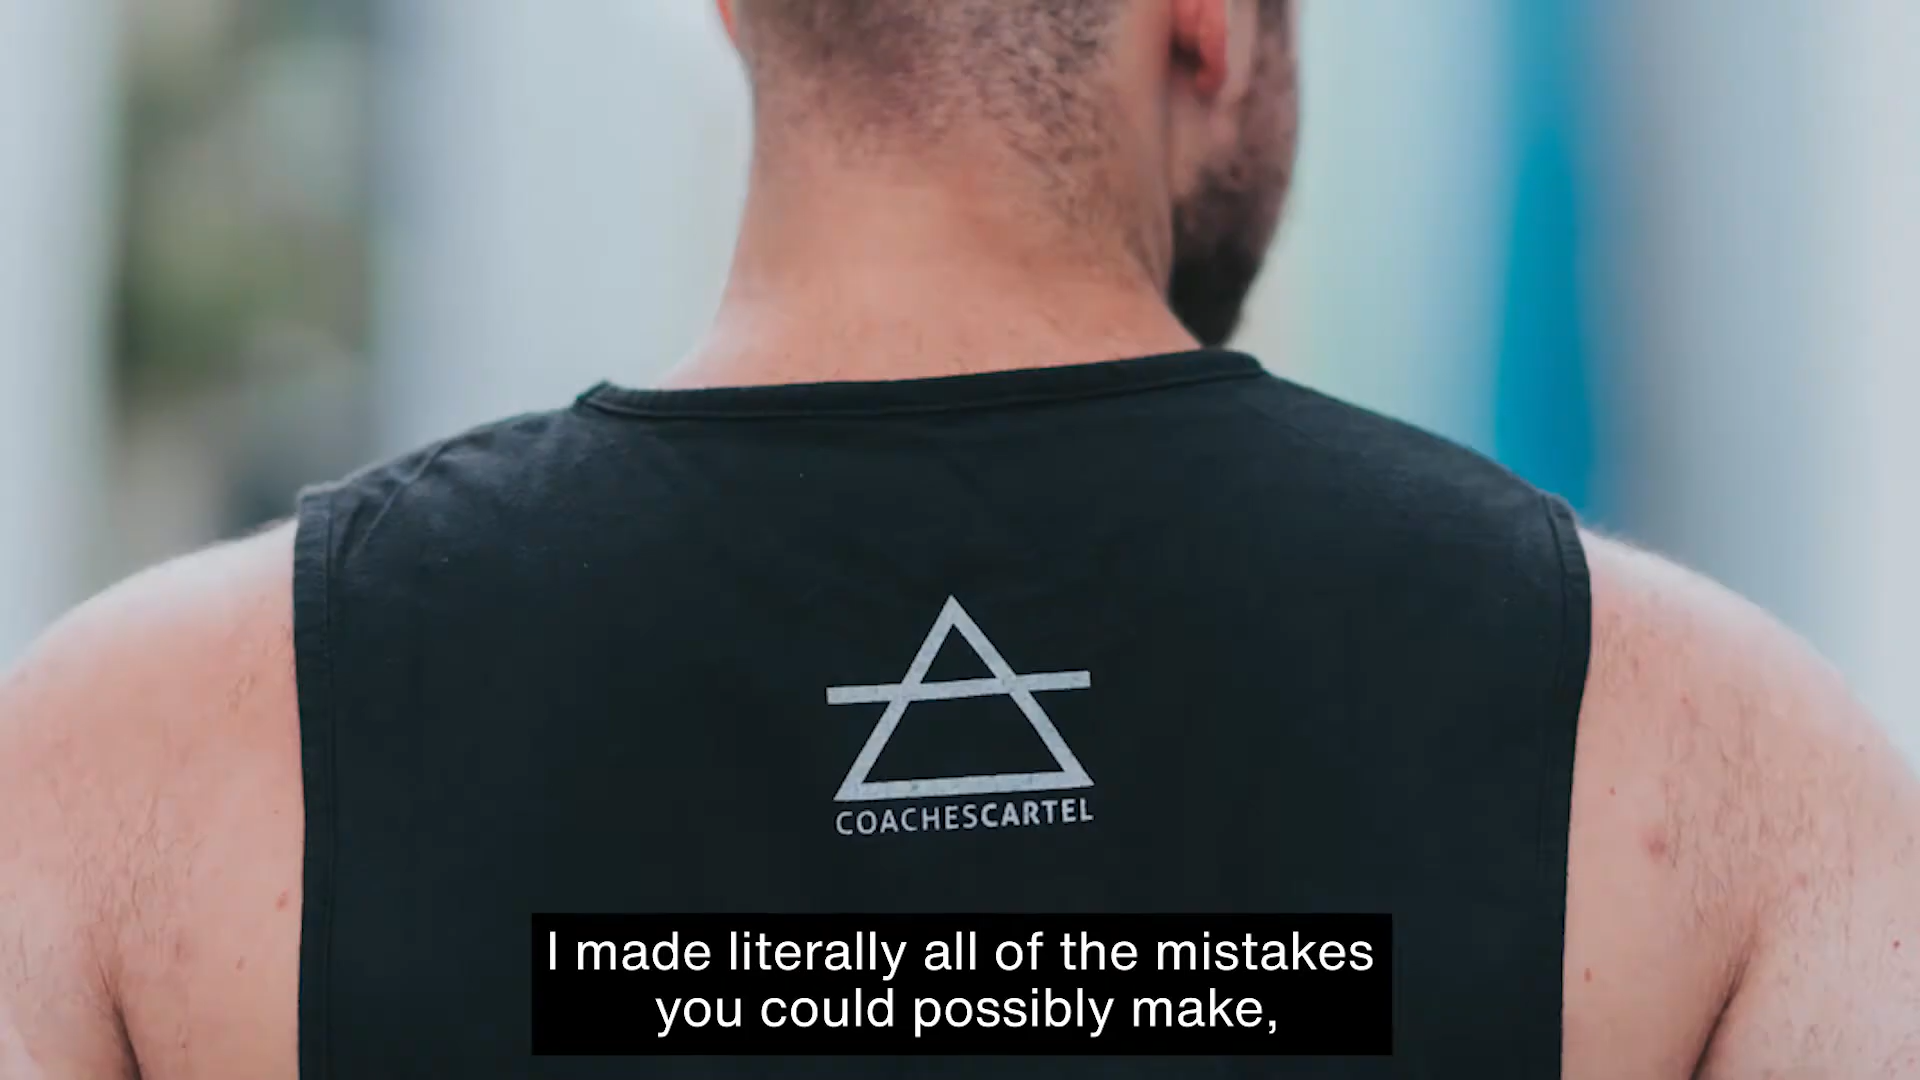 COACHESCARTEL
I made literally all of the mistakes
you could possibly make,